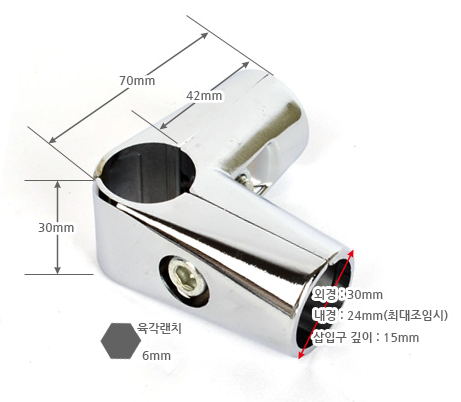 70mm
42mm
30mm
외경 : 30mm
내경 : 24mm(최대조임시)
삽입구 깊이 : 15mm
육각랜치
6mm